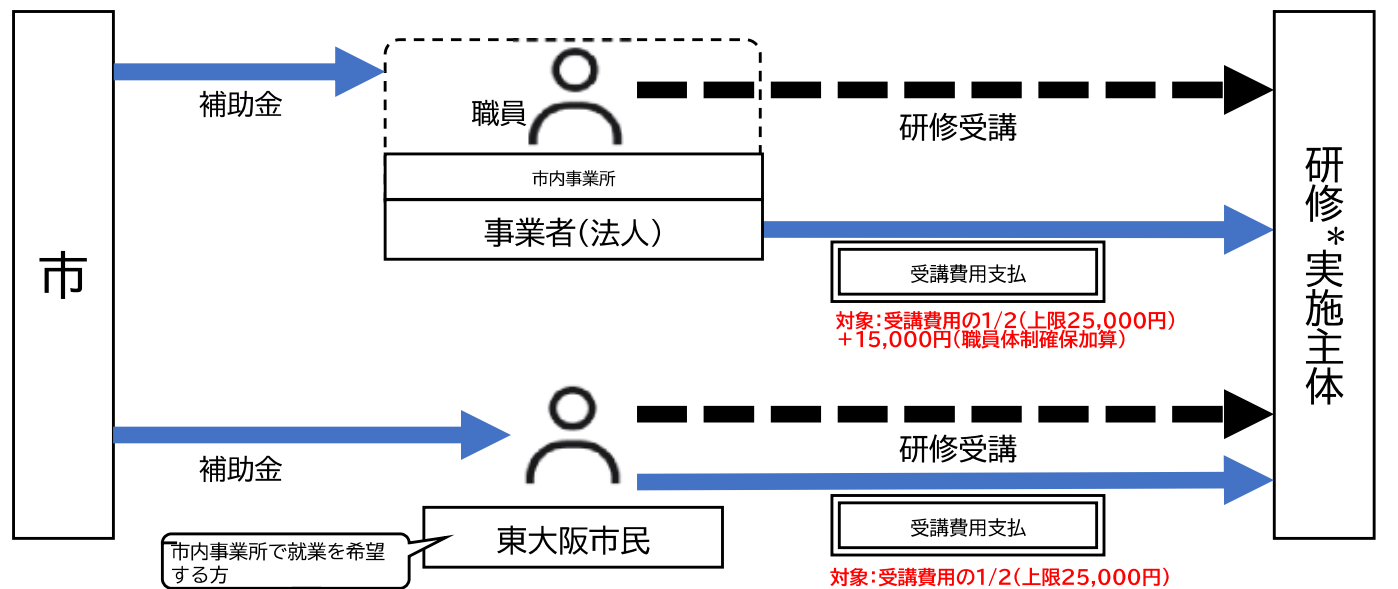 市
補助金
職員
市内事業所
事業者(法人)
研修受講
受講費用支払
対象:受講費用の1/2(上限25,000円)
+15,000円(職員体制確保加算)
研修*実施主体
補助金
市内事業所で就業を希望
する方
東大阪市民
研修受講
受講費用支払
対象:受講費用の1/2(上限25,000円)